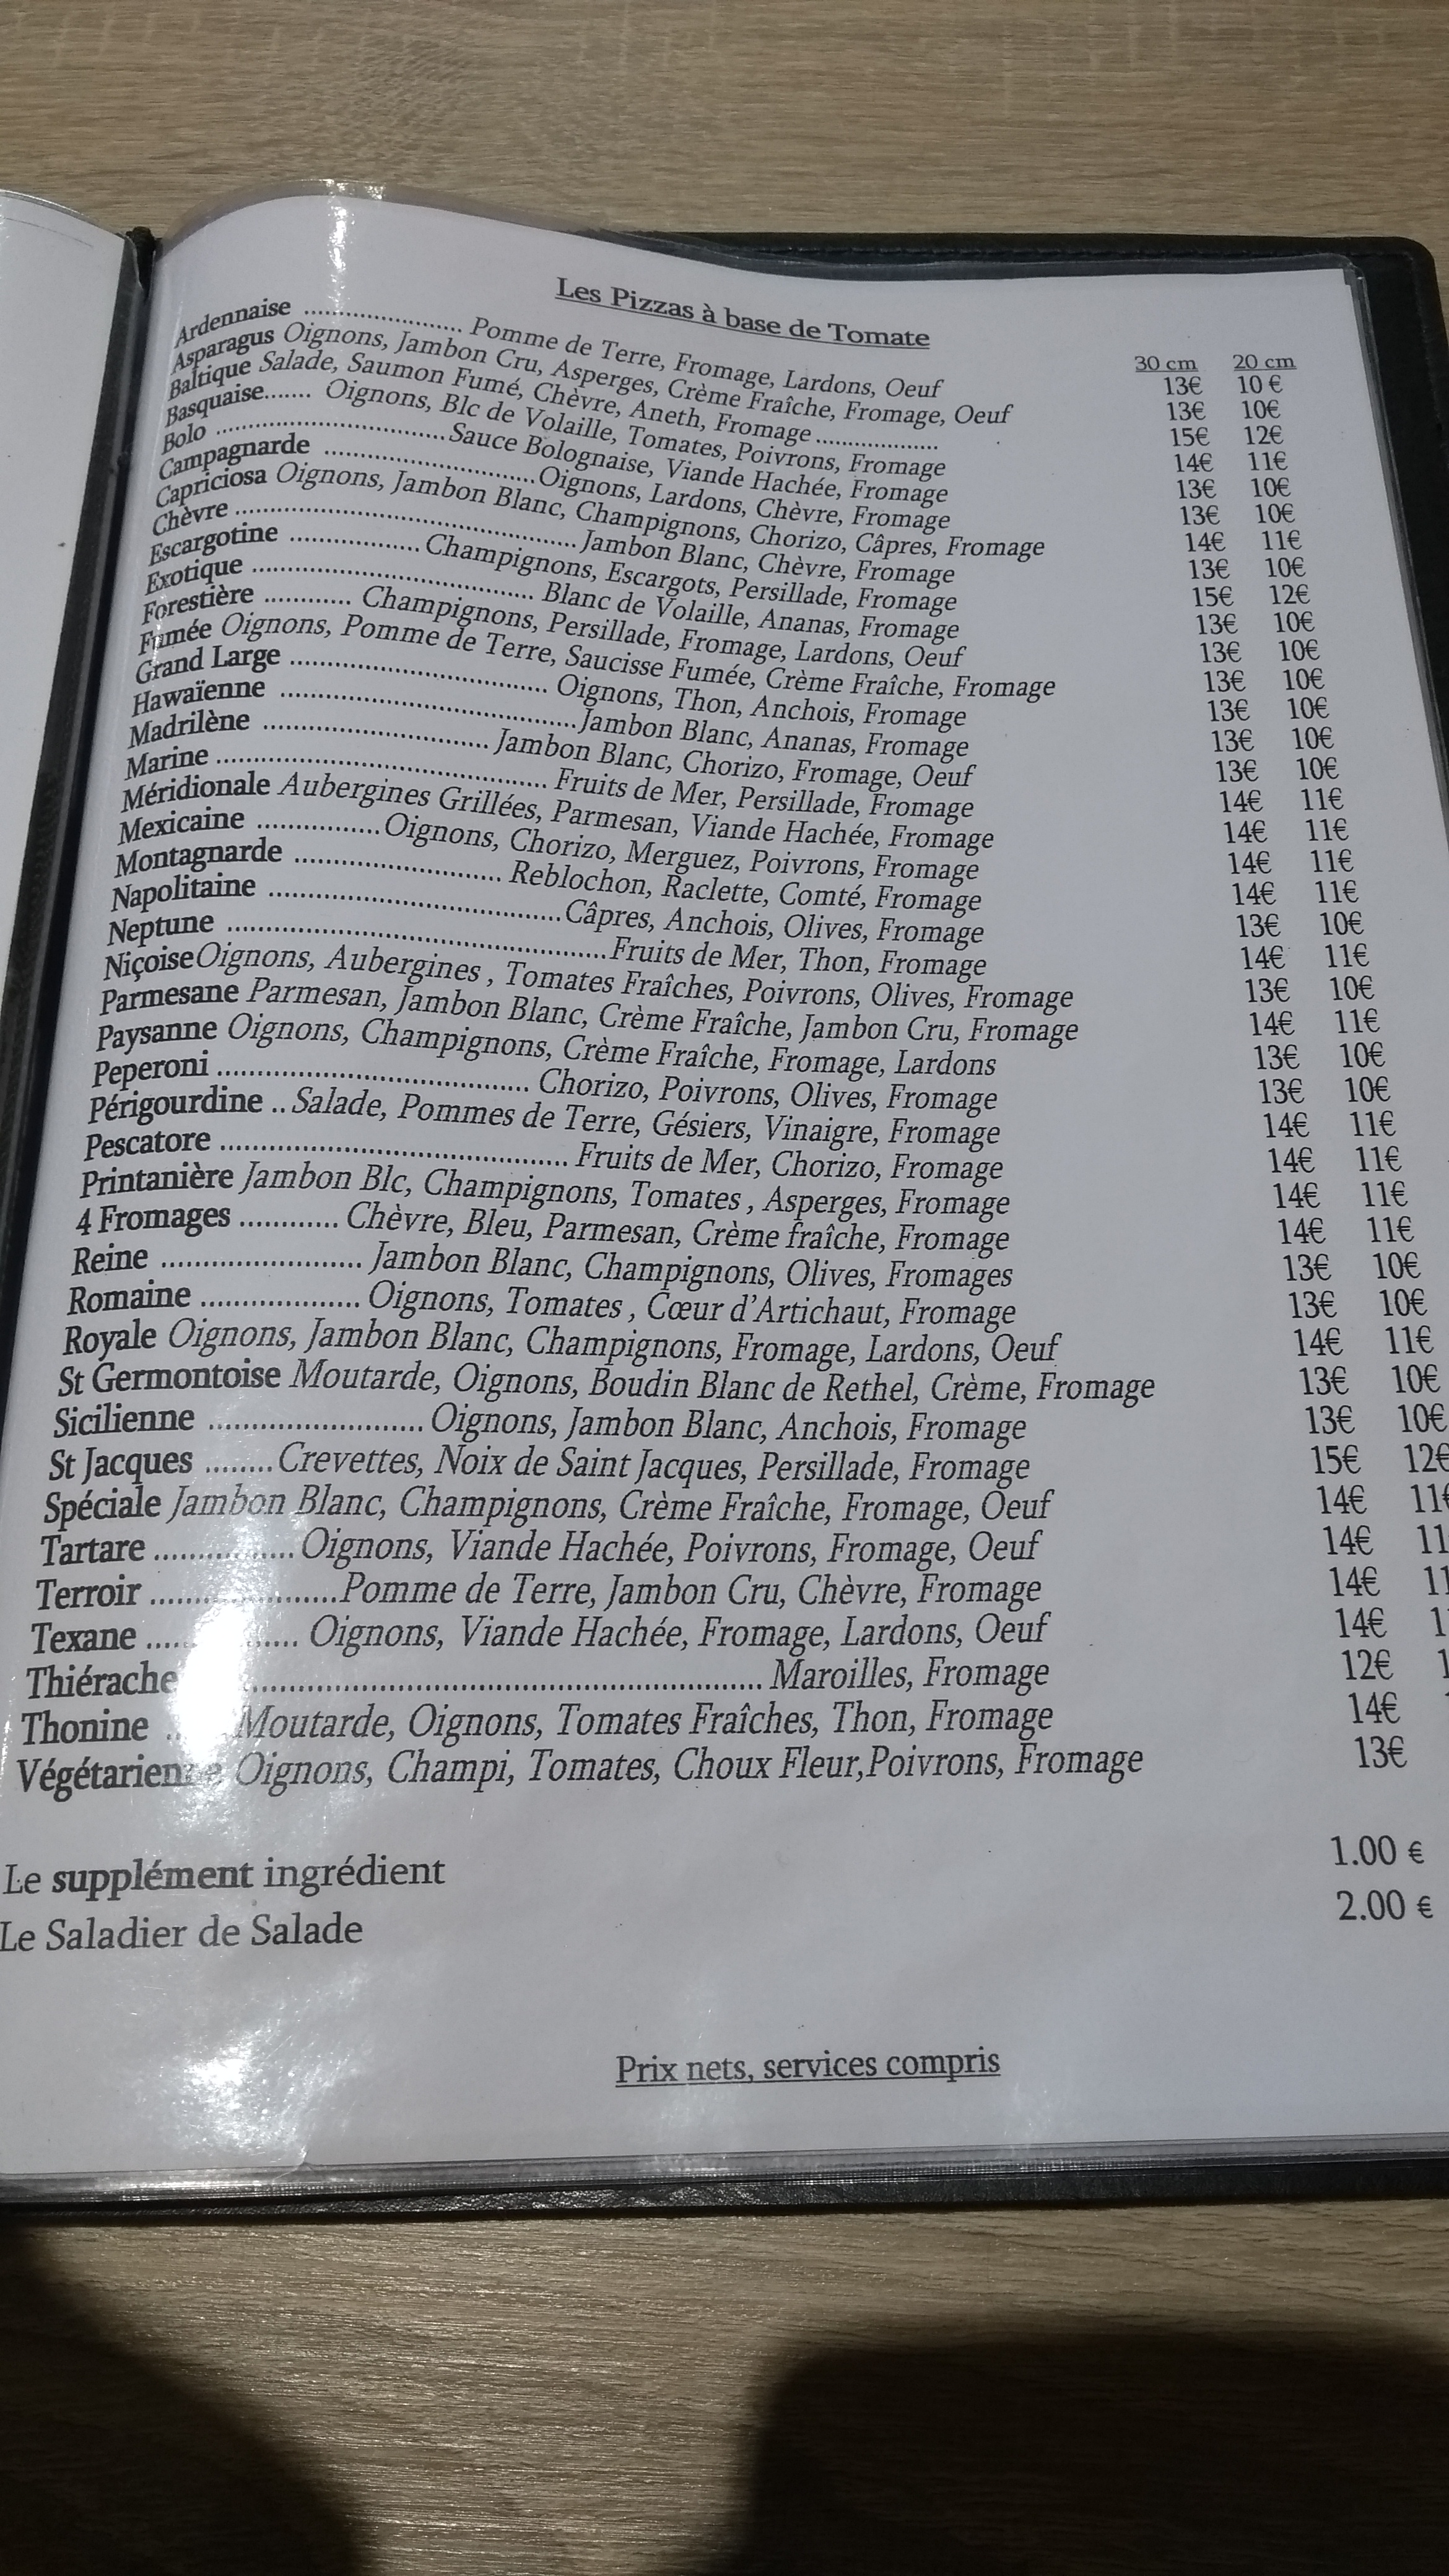 Les Pizzas à base de Tomate
30 cm 20 cm
Ardennaise ...................... Pomme de Terre, Fromage, Lardons, Oeuf 13€ 10 €
Asparagus Oignons, Jambon Cru, Asperges, Crème Fraîche, Fromage, Oeuf 13€ 10€
Baltique Salade, Saumon Fumé, Chèvre, Aneth, Fromage .................. 15€ 12€
Basquaise....... Oignons, Blc de Volaille, Tomates, Poivrons, Fromage 14€ 11€
Bolo .................................Sauce Bolognaise, Viande Hachée, Fromage 13€ 10€
Campagnarde ..............................Oignons, Lardons, Chèvre, Fromage 13€ 10€
Capriciosa Oignons, Jambon Blanc, Champignons, Chorizo, Câpres, Fromage 14€ 11€
Chèvre .................................................Jambon Blanc, Chèvre, Fromage 13€ 10€
Escargotine ...................Champignons, Escargots, Persillade, Fromage 15€ 12€
Exotique ........................................ Blanc de Volaille, Ananas, Fromage 13€ 10€
Forestière ............ Champignons, Persillade, Fromage, Lardons, Oeuf 13€ 10€
Fumée Oignons, Pomme de Terre, Saucisse Fumée, Crème Fraîche, Fromage 13€ 10€
Grand Large ..................................... Oignons, Thon, Anchois, Fromage 13€ 10€
Hawaïenne ..........................................Jambon Blanc, Ananas, Fromage 13€ 10€
Madrilène ................................ Jambon Blanc, Chorizo, Fromage, Oeuf 13€ 10€
Marine ............................................... Fruits de Mer, Persillade, Fromage 14€ 11€
Méridionale Aubergines Grillées, Parmesan, Viande Hachée, Fromage 14€ 11€
Mexicaine .................Oignons, Chorizo, Merguez, Poivrons, Fromage 14€ 11€
Montagnarde ............................. Reblochon, Raclette, Comté, Fromage 14€ 11€
Napolitaine .........................................Câpres, Anchois, Olives, Fromage 13€ 10€
Neptune .....................................................Fruits de Mer, Thon, Fromage 14€ 11€
NiçoiseOignons, Aubergines , Tomates Fraîches, Poivrons, Olives, Fromage 13€ 10€
Parmesane Parmesan, Jambon Blanc, Crème Fraîche, Jambon Cru, Fromage 14€ 11€
Paysanne Oignons, Champignons, Crème Fraîche, Fromage, Lardons 13€ 10€
Peperoni ........................................... Chorizo, Poivrons, Olives, Fromage 13€ 10€
Périgourdine ..Salade, Pommes de Terre, Gésiers, Vinaigre, Fromage 14€ 11€
Pescatore ................................................ Fruits de Mer, Chorizo, Fromage 14€ 11€
Printanière Jambon Blc, Champignons, Tomates , Asperges, Fromage 14€ 11€
4 Fromages ............ Chèvre, Bleu, Parmesan, Crème fraîche, Fromage 14€ 11€
Reine ........................ Jambon Blanc, Champignons, Olives, Fromages 13€ 10€
Romaine ................... Oignons, Tomates , Cœur d'Artichaut, Fromage 13€ 10€
Royale Oignons, Jambon Blanc, Champignons, Fromage, Lardons, Oeuf 14€ 11€
St Germontoise Moutarde, Oignons, Boudin Blanc de Rethel, Crème, Fromage 13€ 10€
Sicilienne ......................... Oignons, Jambon Blanc, Anchois, Fromage 13€ 10€
St Jacques ........Crevettes, Noix de Saint Jacques, Persillade, Fromage 15€ 12€
Spéciale Jambon Blanc, Champignons, Crème Fraîche, Fromage, Oeuf 14€ 11€
Tartare ................Oignons, Viande Hachée, Poivrons, Fromage, Oeuf 14€ 11
Terroir ......................Pomme de Terre, Jambon Cru, Chèvre, Fromage 14€ 11
Texane ................. Oignons, Viande Hachée, Fromage, Lardons, Oeuf 14€ 1
Thiérache ............................................................. Maroilles, Fromage 12€
Thonine .. Moutarde, Oignons, Tomates Fraîches, Thon, Fromage 14€
Végétarienne Oignons, Champi, Tomates, Choux Fleur,Poivrons, Fromage 13€
Le supplément ingrédient 1.00 €
Le Saladier de Salade 2.00 €
Prix nets, services compris